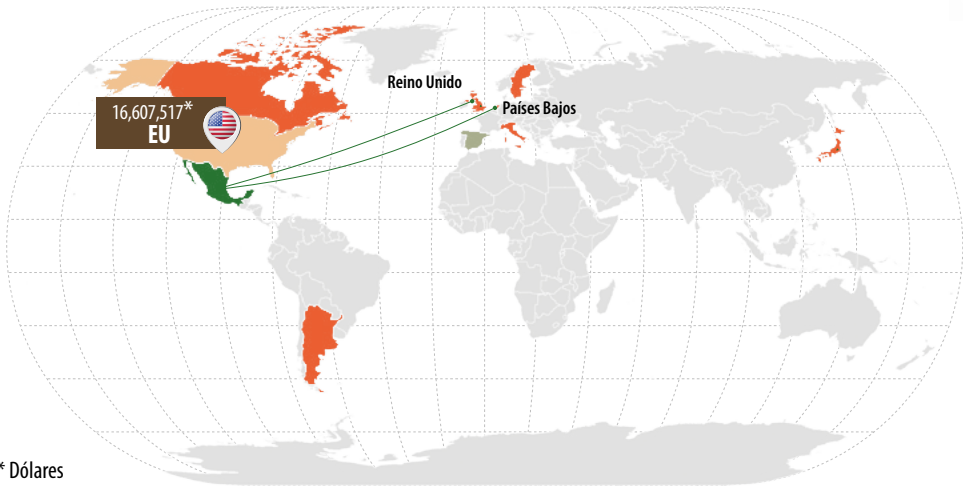 Reino Unido
Países Bajos
16,607,517*
EU
* Dólares